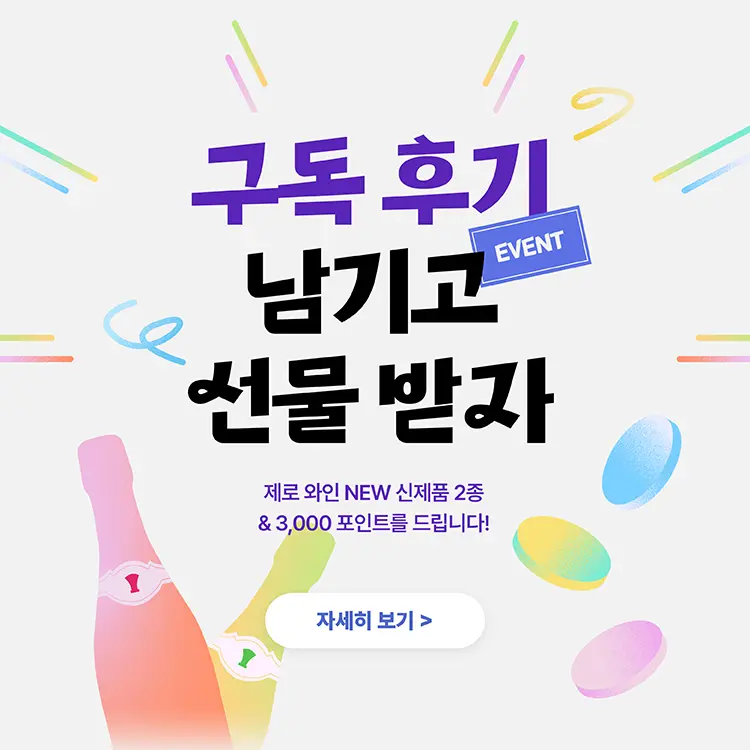 구독 후기
EVENT
남기고
선물 받자
제로 와인 NEW 신제품 2종
& 3,000 포인트를 드립니다!
자세히 보기 >